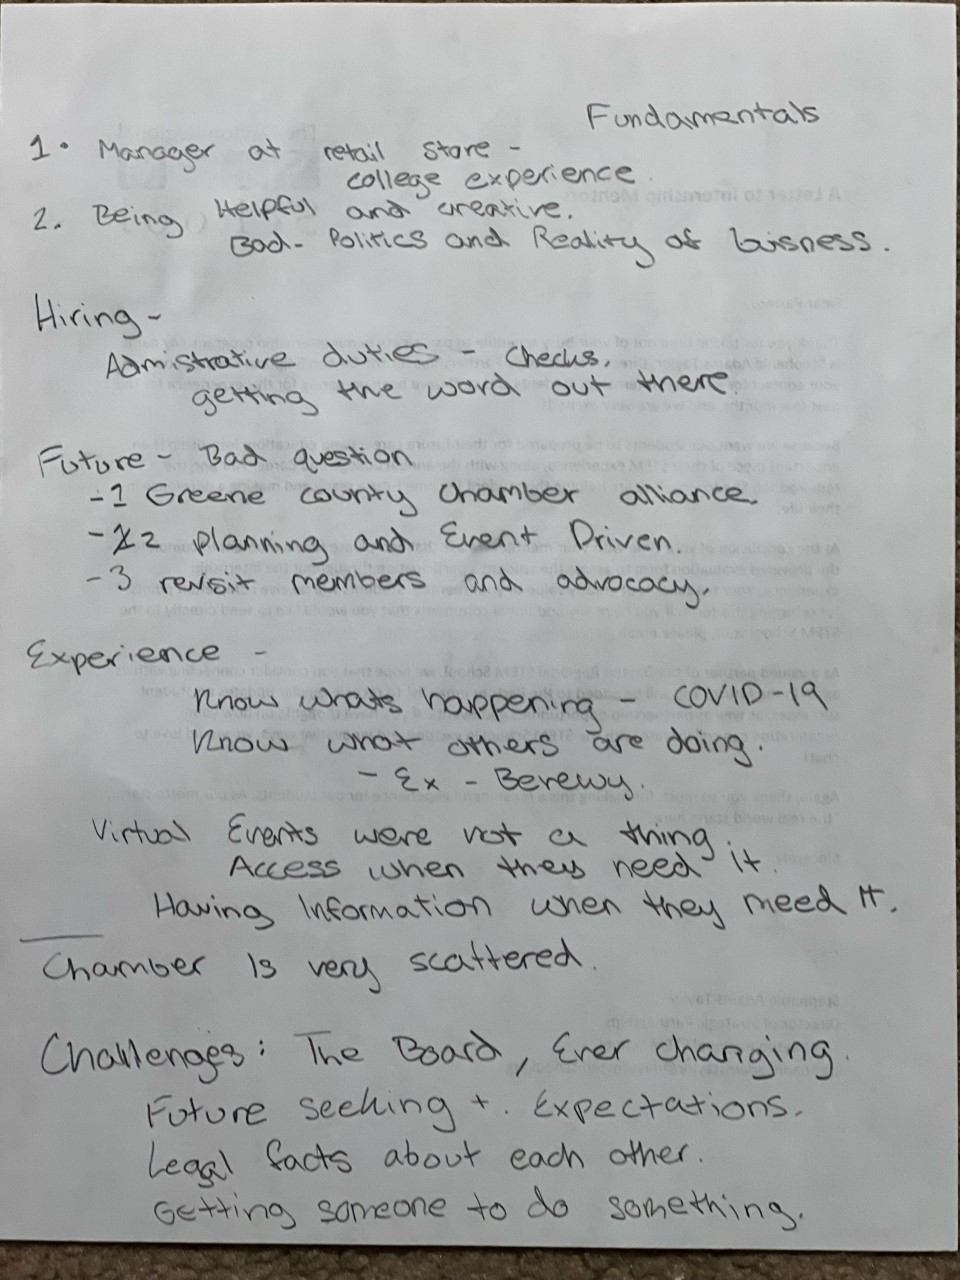 Fundamentals
1. Manager at retail store -
college experience
2. Being Helpful and creative.
Bad- Politics and Reality of buisness.
Hiring -
Admistrative duties - checks,
getting the word out there.
Future - Bad question
-1 Greene county chamber alliance.
-2 planning and Event Driven.
-3 revisit members and advocacy.
Experience -
Know whats happening - COVID-19
Know what others are doing.
- Ex - Berewy.
Virtual Events were not a thing.
Access when they need it.
Having Information when they need It.
Chamber Is very scattered.
Challenges: The Board, Ever changing.
Future seeking +. Expectations.
Legal facts about each other.
Getting someone to do something.